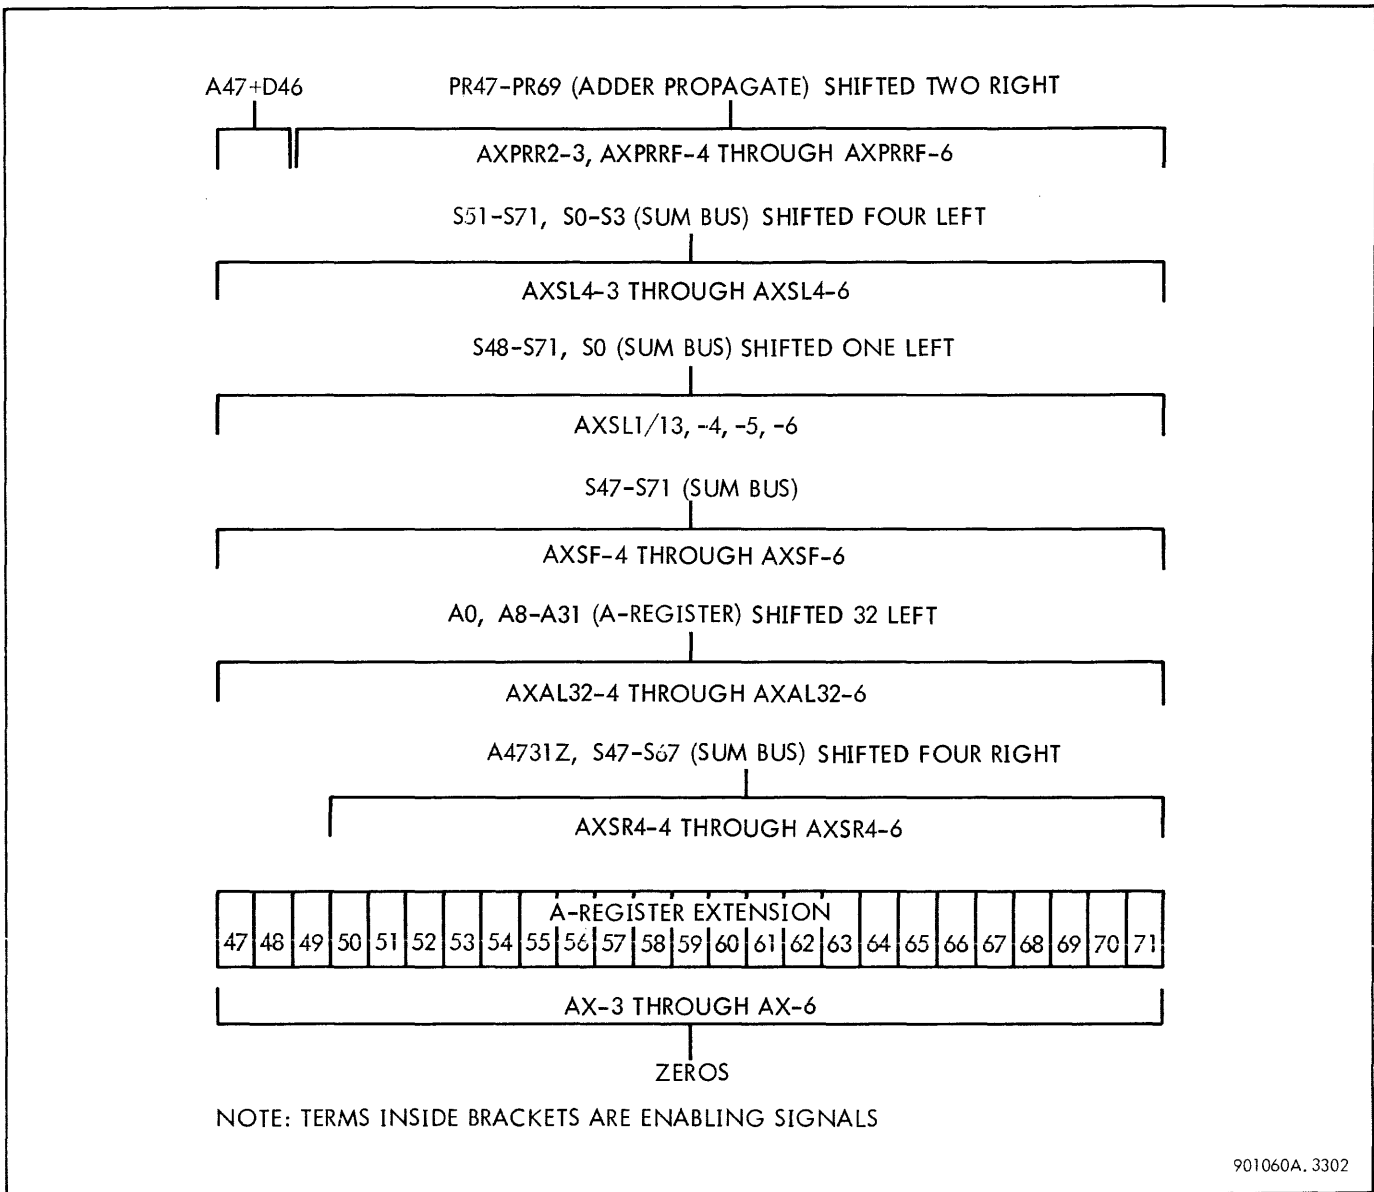 A47+D46 PR47-PR69 (ADDER PROPAGATE) SHIFTED TWO RIGHT
AXPRR2-3, AXPRRF-4 THROUGH AXPRRF-6
S51-S71, S0-S3 (SUM BUS) SHIFTED FOUR LEFT
AXSL4-3 THROUGH AXSL4-6
S48-S71, S0 (SUM BUS) SHIFTED ONE LEFT
AXSL1/13, -4, -5, -6
S47-S71 (SUM BUS)
AXSF-4 THROUGH AXSF-6
A0, A8-A31 (A-REGISTER) SHIFTED 32 LEFT
AXAL32-4 THROUGH AXAL32-6
A4731Z, S47-S67 (SUM BUS) SHIFTED FOUR RIGHT
AXSR4-4 THROUGH AXSR4-6
A-REGISTER EXTENSION
47 48 49 50 51 52 53 54 55 56 57 58 59 60 61 62 63 64 65 66 67 68 69 70 71
AX-3 THROUGH AX-6
ZEROS
NOTE: TERMS INSIDE BRACKETS ARE ENABLING SIGNALS
901060A. 3302